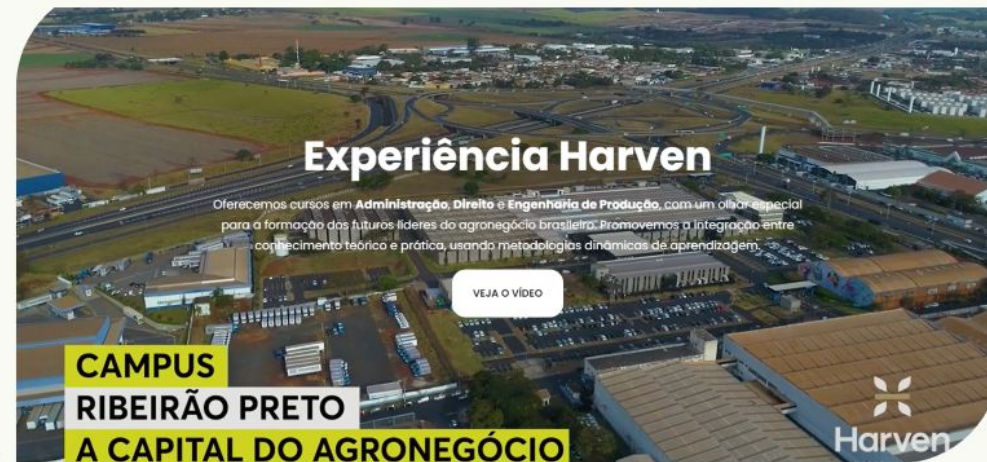 Experiência Harven
Oferecemos cursos em Administração, Direito e Engenharia de Produção, com um olhar especial
para a formação dos futuros líderes do agronegócio brasileiro. Promovemos a integração entre
conhecimento teórico e prática, usando metodologias dinâmicas de aprendizagem.
VEJA O VÍDEO
CAMPUS
RIBEIRÃO PRETO
A CAPITAL DO AGRONEGÓCIO
Harven